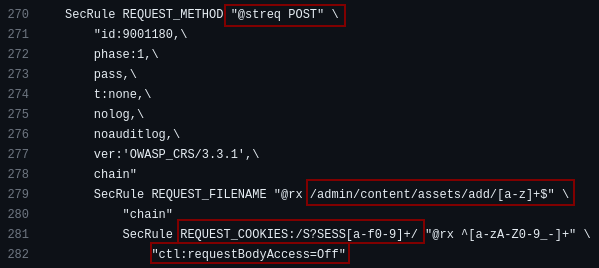 270 SecRule REQUEST_METHOD "@streq POST" \
271 "id:9001180,\
272 phase:1,\
273 pass,\
274 t:none,\
275 nolog,\
276 noauditlog,\
277 ver:'OWASP_CRS/3.3.1',\
278 chain"
279 SecRule REQUEST_FILENAME "@rx /admin/content/assets/add/[a-z]+$" \
280 "chain"
281 SecRule REQUEST_COOKIES:/S?SESS[a-f0-9]+/ "@rx ^[a-zA-Z0-9_-]+" \
282 "ctl:requestBodyAccess=Off"